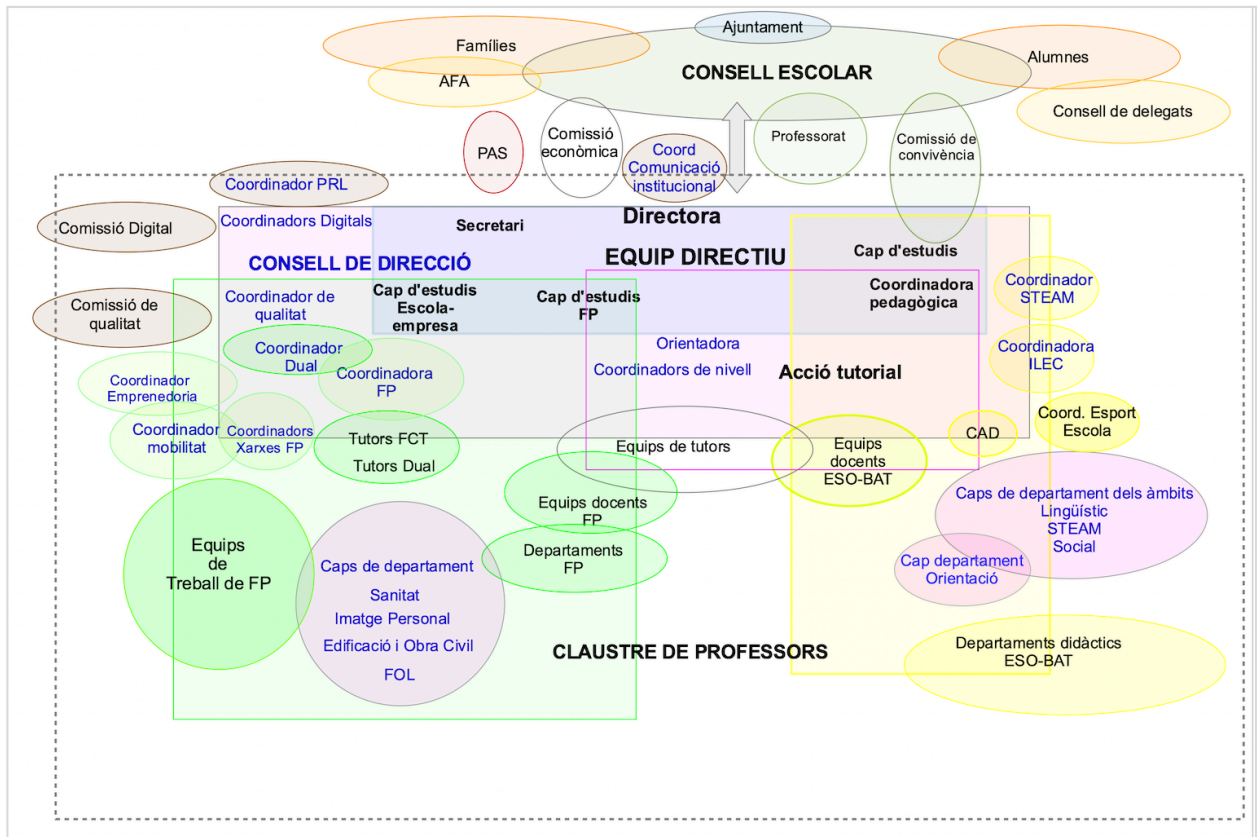 Ajuntament
Famílies
CONSELL ESCOLAR
Alumnes
AFA
Consell de delegats
Comissió
econòmica
Professorat
Comissió de
convivència
PAS
Coord
Comunicació
institucional
Coordinador PRL
Comissió Digital
Coordinadors Digitals
Secretari
Directora
EQUIP DIRECTIU
Cap d'estudis
CONSELL DE DIRECCIÓ
Coordinadora
pedagògica
Coordinador
STEAM
Comissió de
qualitat
Coordinador de
qualitat
Cap d'estudis
Escola-
empresa
Cap d'estudis
FP
Coordinador
Dual
Orientadora
Coordinadors de nivell
Acció tutorial
Coordinadora
ILEC
Coordinador
Emprenedoria
Coordinadora
FP
Coordinador
mobilitat
Coordinadors
Xarxes FP
Tutors FCT
Tutors Dual
Equips de tutors
Equips
docents
ESO-BAT
CAD
Coord. Esport
Escola
Equips docents
FP
Caps de departament dels àmbits
Lingüístic
STEAM
Social
Equips
de
Treball de FP
Caps de departament
Sanitat
Imatge Personal
Edificació i Obra Civil
FOL
Departaments
FP
Cap departament
Orientació
CLAUSTRE DE PROFESSORS
Departaments didàctics
ESO-BAT